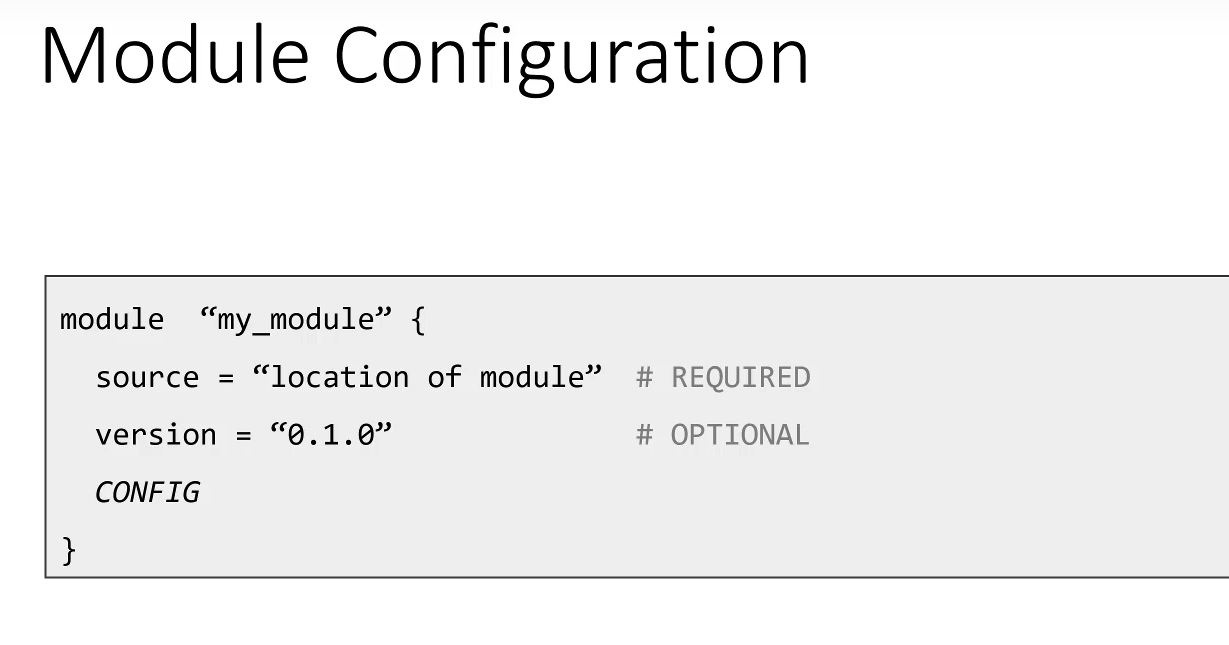 Module Configuration
module  “my_module” {
  source = “location of module”  # REQUIRED
  version = “0.1.0”              # OPTIONAL
  CONFIG
}